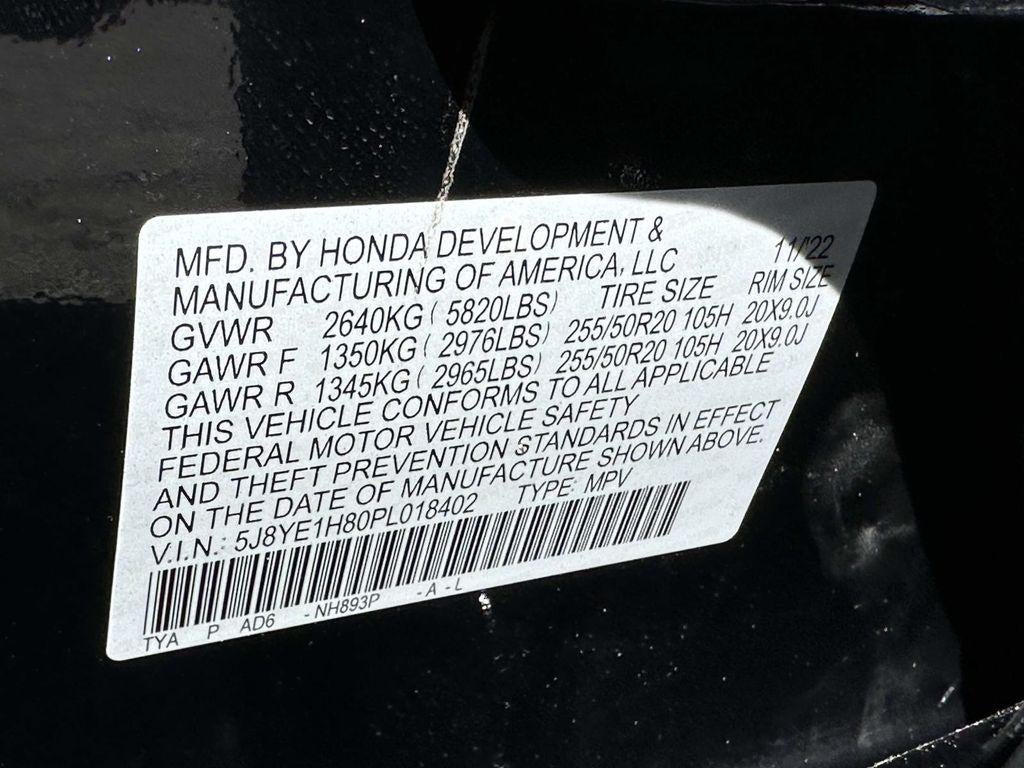 MFD. BY HONDA DEVELOPMENT &
MANUFACTURING OF AMERICA, LLC 11/'22
GVWR 2640KG ( 5820LBS) TIRE SIZE RIM SIZE
GAWR F 1350KG ( 2976LBS) 255/50R20 105H 20X9.0J
GAWR R 1345KG ( 2965LBS) 255/50R20 105H 20X9.0J
THIS VEHICLE CONFORMS TO ALL APPLICABLE
FEDERAL MOTOR VEHICLE SAFETY
AND THEFT PREVENTION STANDARDS IN EFFECT
ON THE DATE OF MANUFACTURE SHOWN ABOVE.
V.I.N.: 5J8YE1H80PL018402 TYPE: MPV
TYA P AD6 -NH893P -A-L